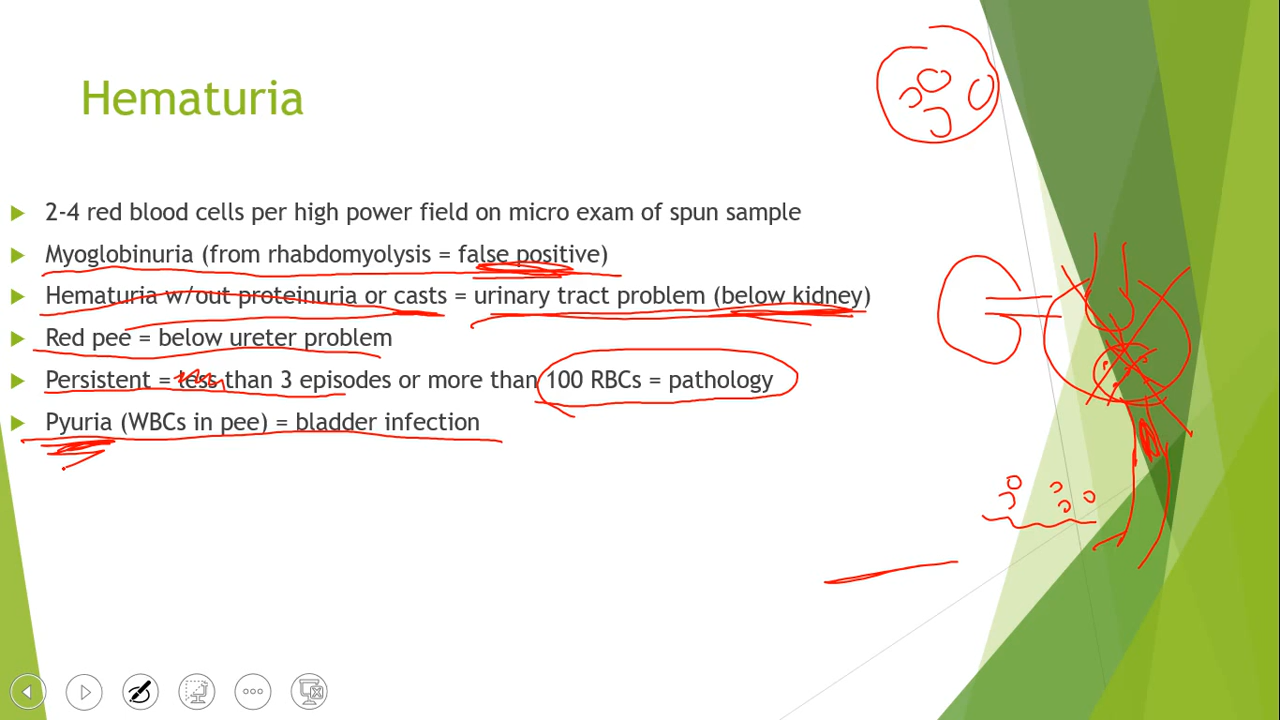 Hematuria
2-4 red blood cells per high power field on micro exam of spun sample
Myoglobinuria (from rhabdomyolysis = false positive)
Hematuria w/out proteinuria or casts = urinary tract problem (below kidney)
Red pee = below ureter problem
Persistent = less than 3 episodes or more than 100 RBCs = pathology
Pyuria (WBCs in pee) = bladder infection